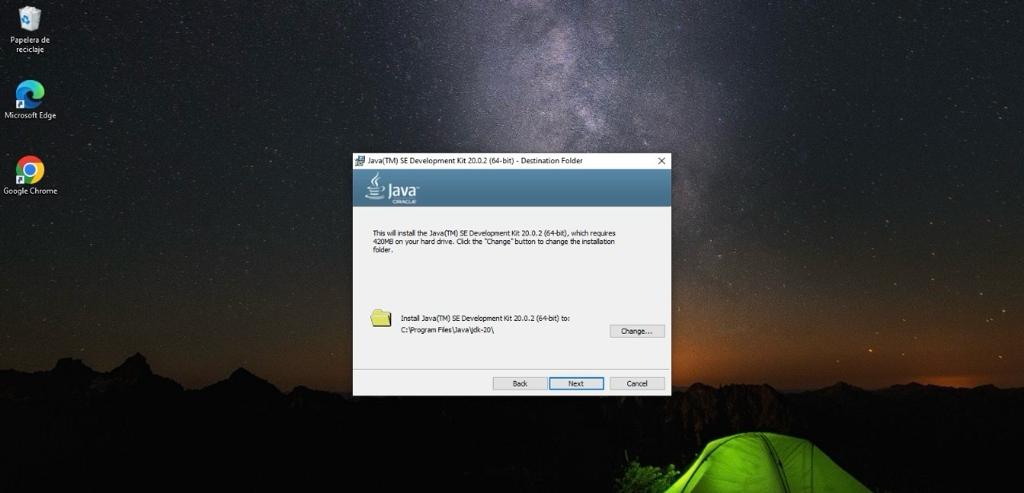 Papelera de
reciclaje
Microsoft Edge
Google Chrome
Java(TM) SE Development Kit 20.0.2 (64-bit) - Destination Folder
Java™
ORACLE
This will install the Java(TM) SE Development Kit 20.0.2 (64-bit), which requires
420MB on your hard drive. Click the "Change" button to change the installation
folder.
Install Java(TM) SE Development Kit 20.0.2 (64-bit) to:
C:\Program Files\Java\jdk-20\
Change...
Back
Next
Cancel